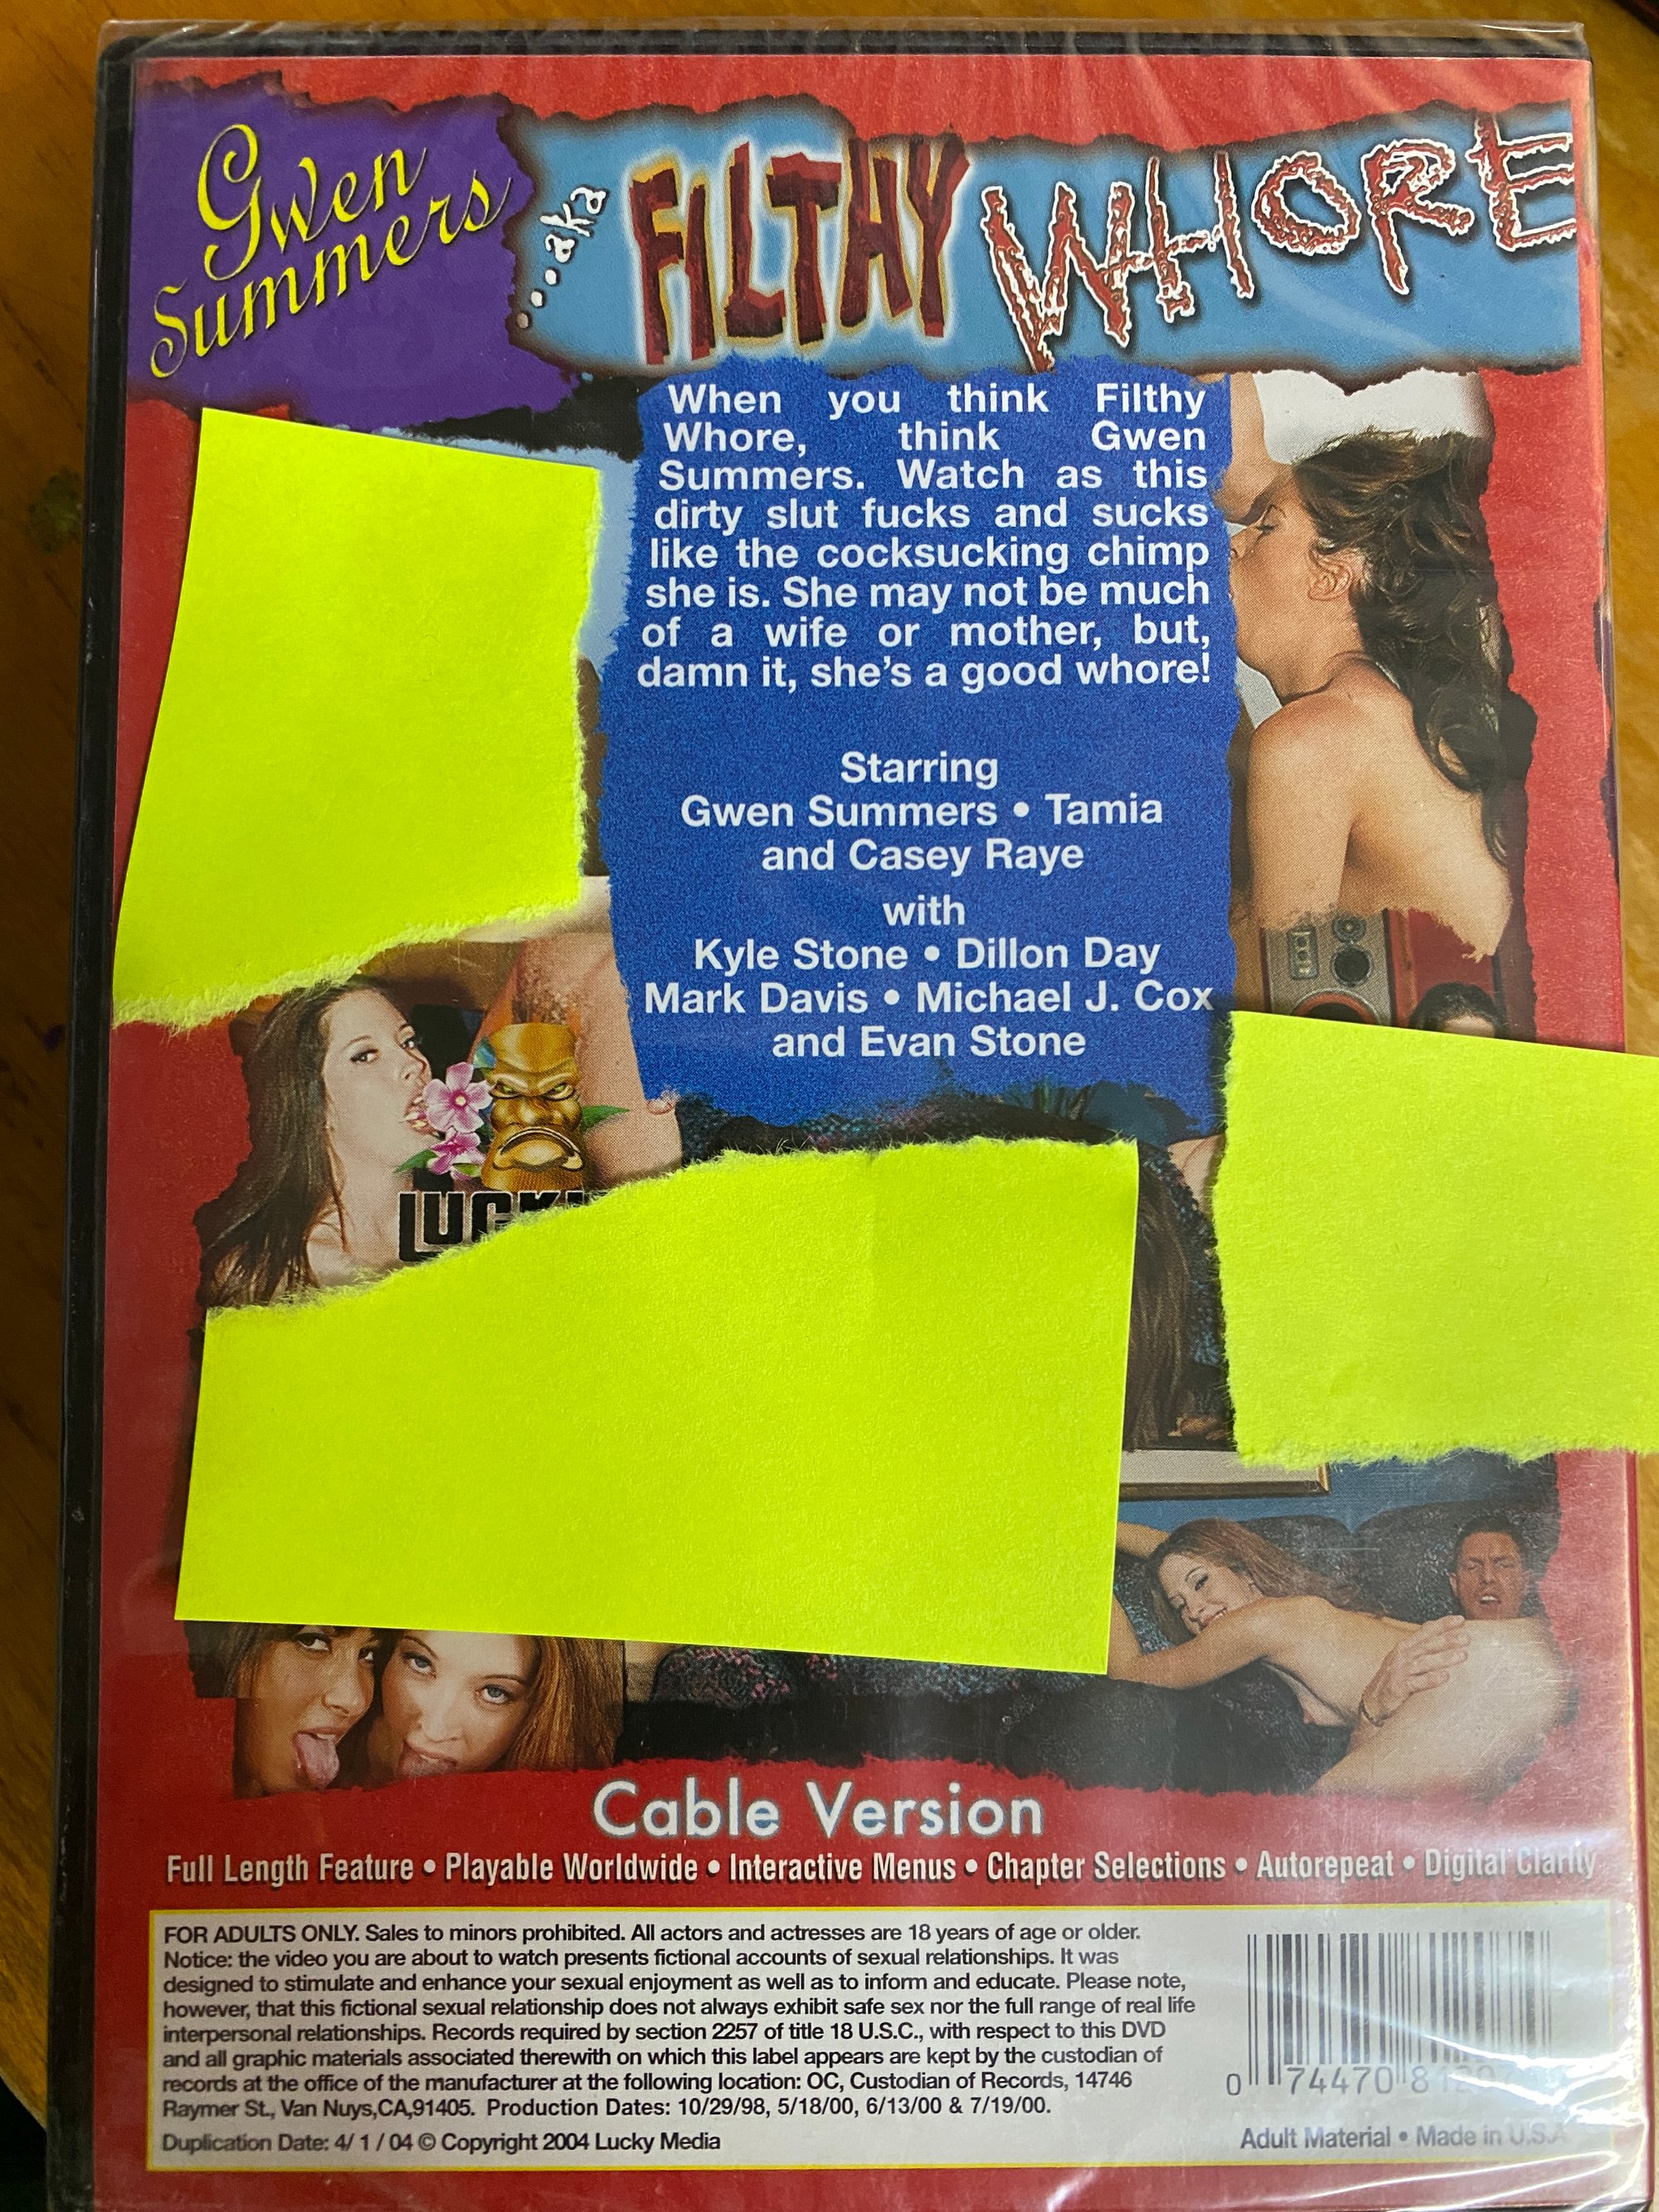 Gwen
Summers
...aka
FILTHY WHORE
When you think Filthy
Whore, think Gwen
Summers. Watch as this
dirty slut fucks and sucks
like the cocksucking chimp
she is. She may not be much
of a wife or mother, but,
damn it, she's a good whore!
Starring
Gwen Summers • Tamia
and Casey Raye
with
Kyle Stone • Dillon Day
Mark Davis • Michael J. Cox
and Evan Stone
Cable Version
Full Length Feature • Playable Worldwide • Interactive Menus • Chapter Selections • Autorepeat • Digital Clarity
FOR ADULTS ONLY. Sales to minors prohibited. All actors and actresses are 18 years of age or older.
Notice: the video you are about to watch presents fictional accounts of sexual relationships. It was
designed to stimulate and enhance your sexual enjoyment as well as to inform and educate. Please note,
however, that this fictional sexual relationship does not always exhibit safe sex nor the full range of real life
interpersonal relationships. Records required by section 2257 of title 18 U.S.C., with respect to this DVD
and all graphic materials associated therewith on which this label appears are kept by the custodian of
records at the office of the manufacturer at the following location: OC, Custodian of Records, 14746
Raymer St., Van Nuys,CA,91405. Production Dates: 10/29/98, 5/18/00, 6/13/00 & 7/19/00.
Duplication Date: 4/ 1 / 04 © Copyright 2004 Lucky Media
0 74470
Adult Material • Made in U.S.A.